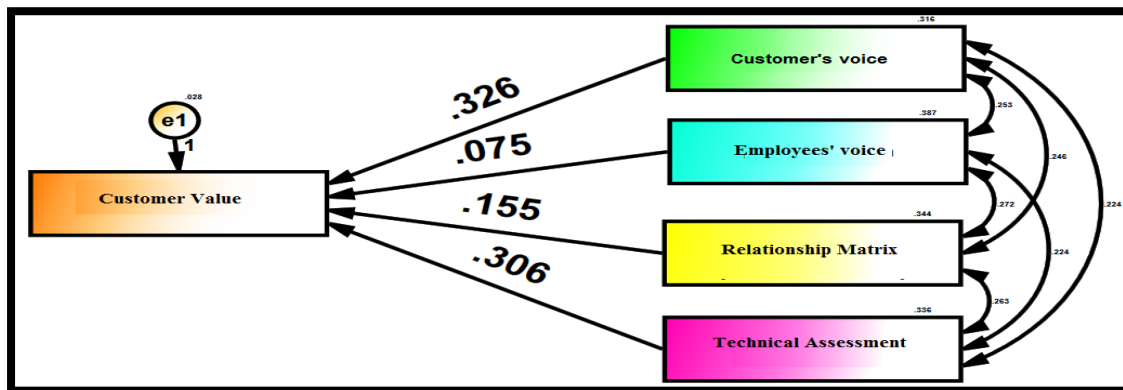 .316
Customer's voice
.326
.028
e1
1
.253
.387
.075
Employees' voice
.246
Customer Value
.155
.272
.224
.344
Relationship Matrix
.224
.306
.263
.336
Technical Assessment